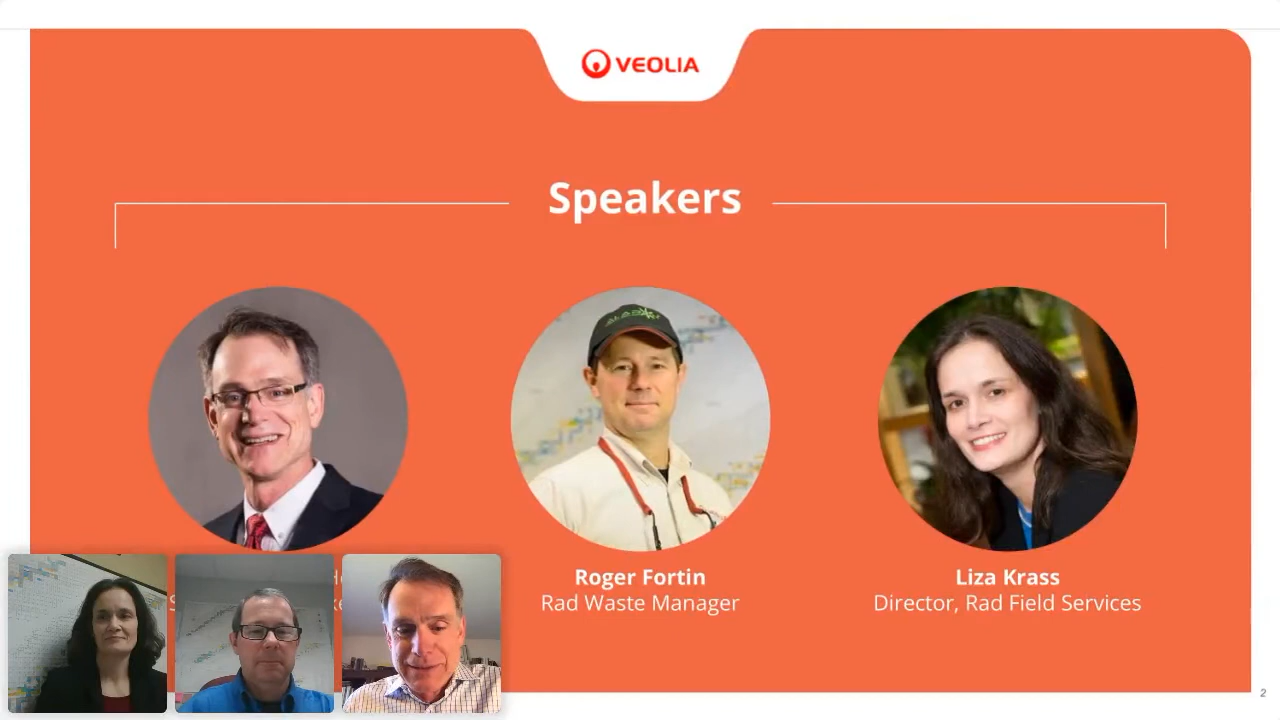 VEOLIA
Speakers
Roger Fortin
Rad Waste Manager
Liza Krass
Director, Rad Field Services
2